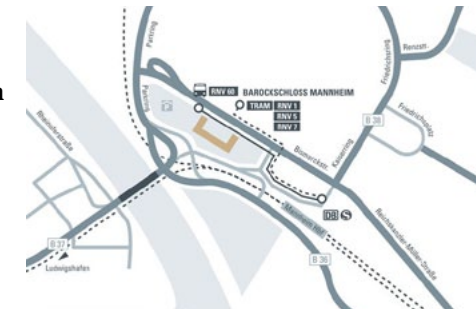 Parkring
Friedrichsring
Renzstr.
RNV 60
BAROCKSCHLOSS MANNHEIM
TRAM
RNV 1
RNV 5
RNV 7
Parkring
B 38
Friedrichsplatz
Rheinuferstraße
Bismarckstr.
Kaiserring
DB S
Mannheim Hbf
Reichskanzler-Müller-Straße
B 37
Ludwigshafen
B 36